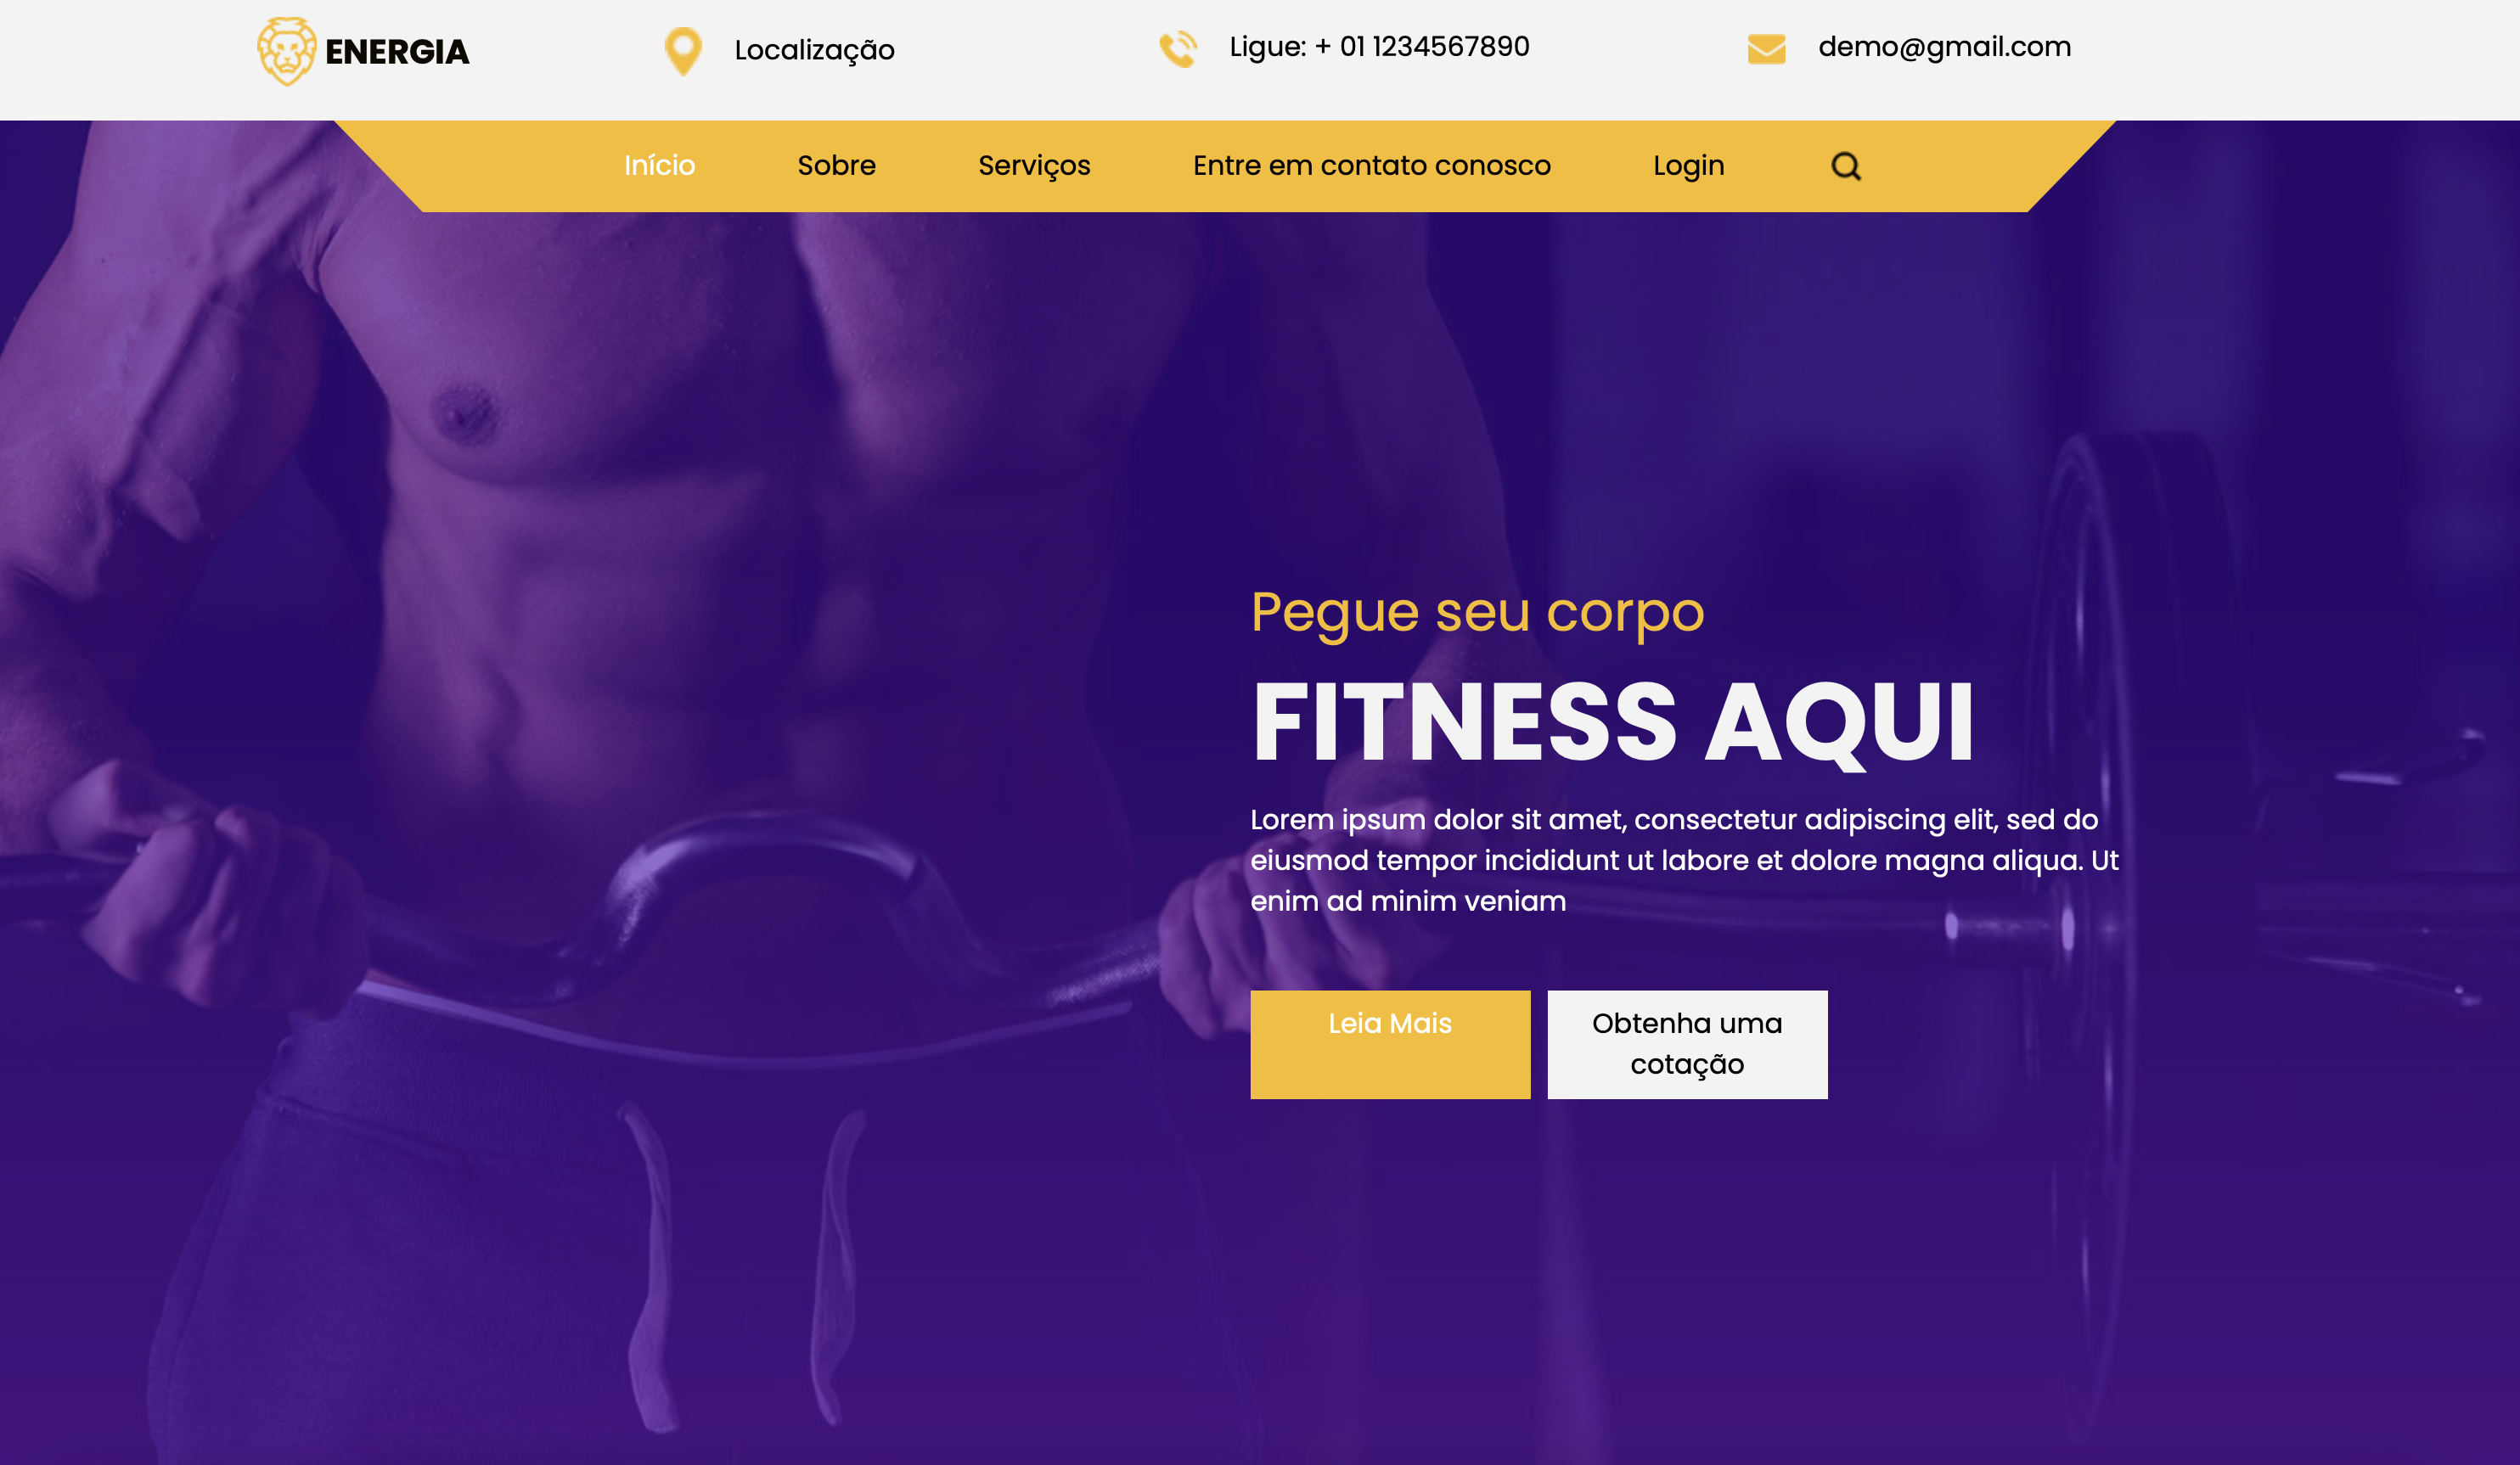 ENERGIA
Localização
Ligue: + 01 1234567890
demo@gmail.com
Início
Sobre
Serviços
Entre em contato conosco
Login
Pegue seu corpo
FITNESS AQUI
Lorem ipsum dolor sit amet, consectetur adipiscing elit, sed do
eiusmod tempor incididunt ut labore et dolore magna aliqua. Ut
enim ad minim veniam
Leia Mais
Obtenha uma
cotação